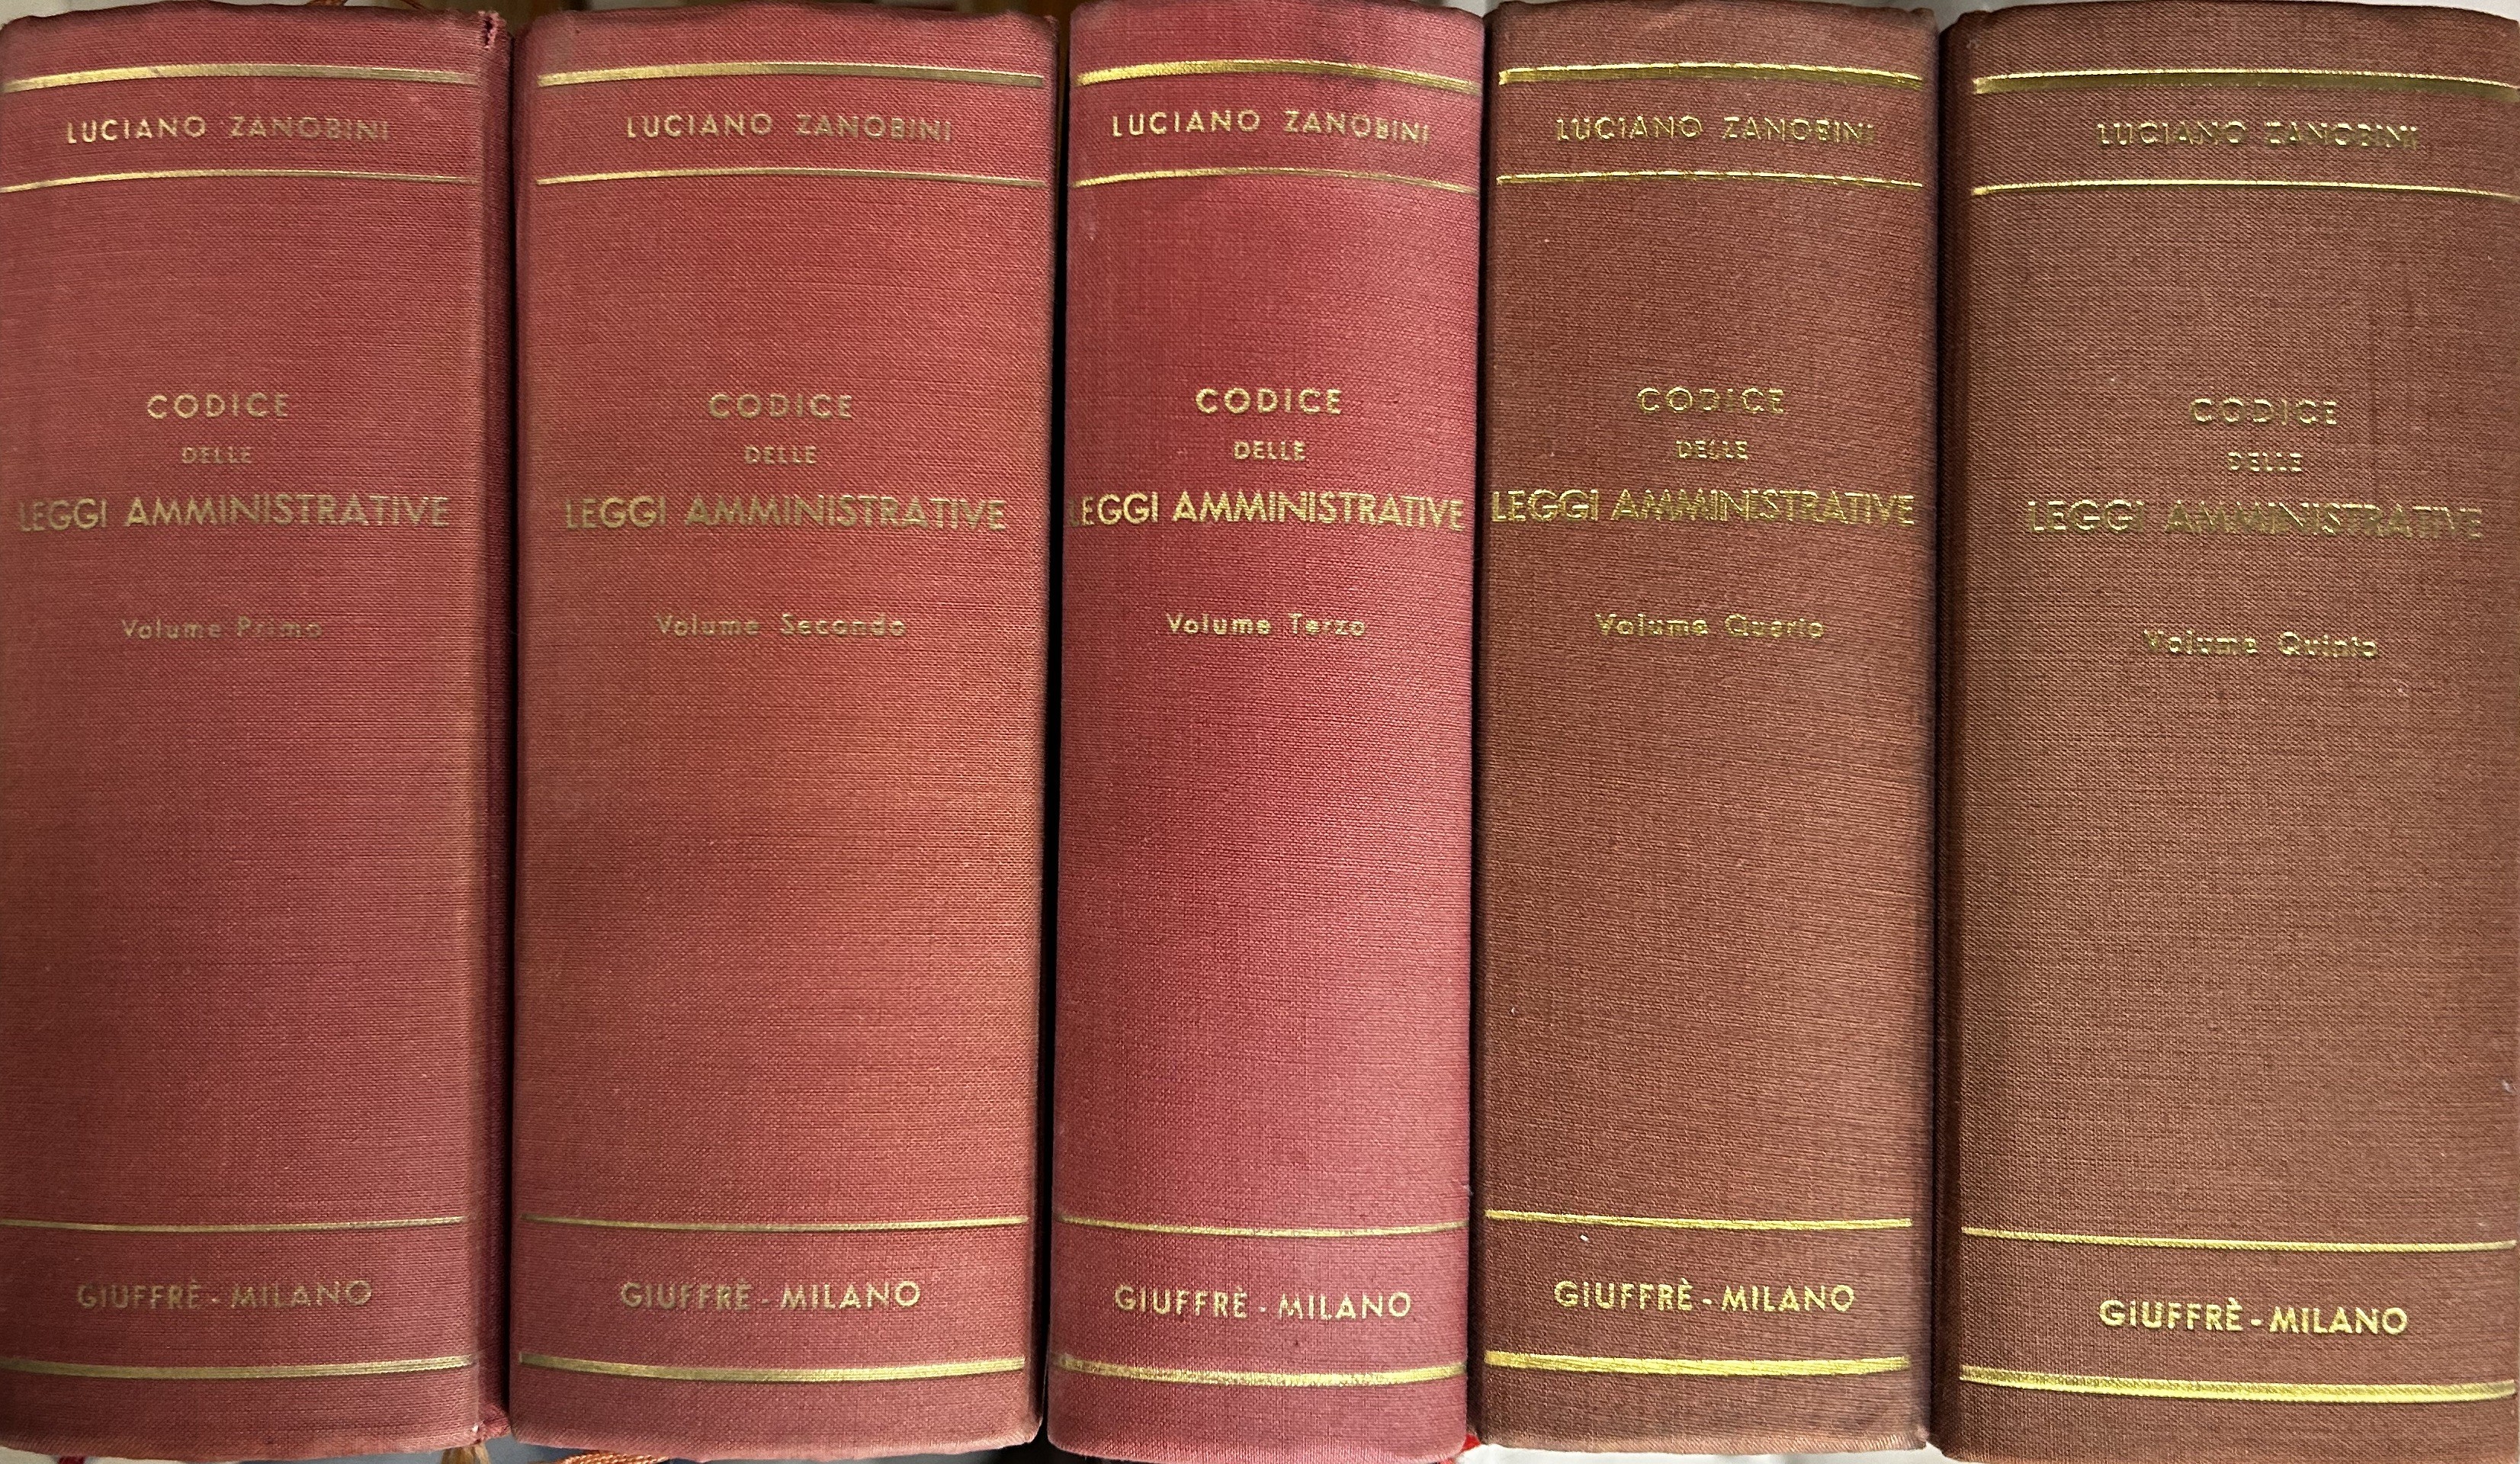 LUCIANO ZANOBINI
CODICE
DELLE
LEGGI AMMINISTRATIVE
Volume Primo
GIUFFRÈ - MILANO
LUCIANO ZANOBINI
CODICE
DELLE
LEGGI AMMINISTRATIVE
Volume Secondo
GIUFFRÈ - MILANO
LUCIANO ZANOBINI
CODICE
DELLE
LEGGI AMMINISTRATIVE
Volume Terzo
GIUFFRÈ - MILANO
LUCIANO ZANOBINI
CODICE
DELLE
LEGGI AMMINISTRATIVE
Volume Quarto
GIUFFRÈ - MILANO
LUCIANO ZANOBINI
CODICE
DELLE
LEGGI AMMINISTRATIVE
Volume Quinto
GIUFFRÈ - MILANO